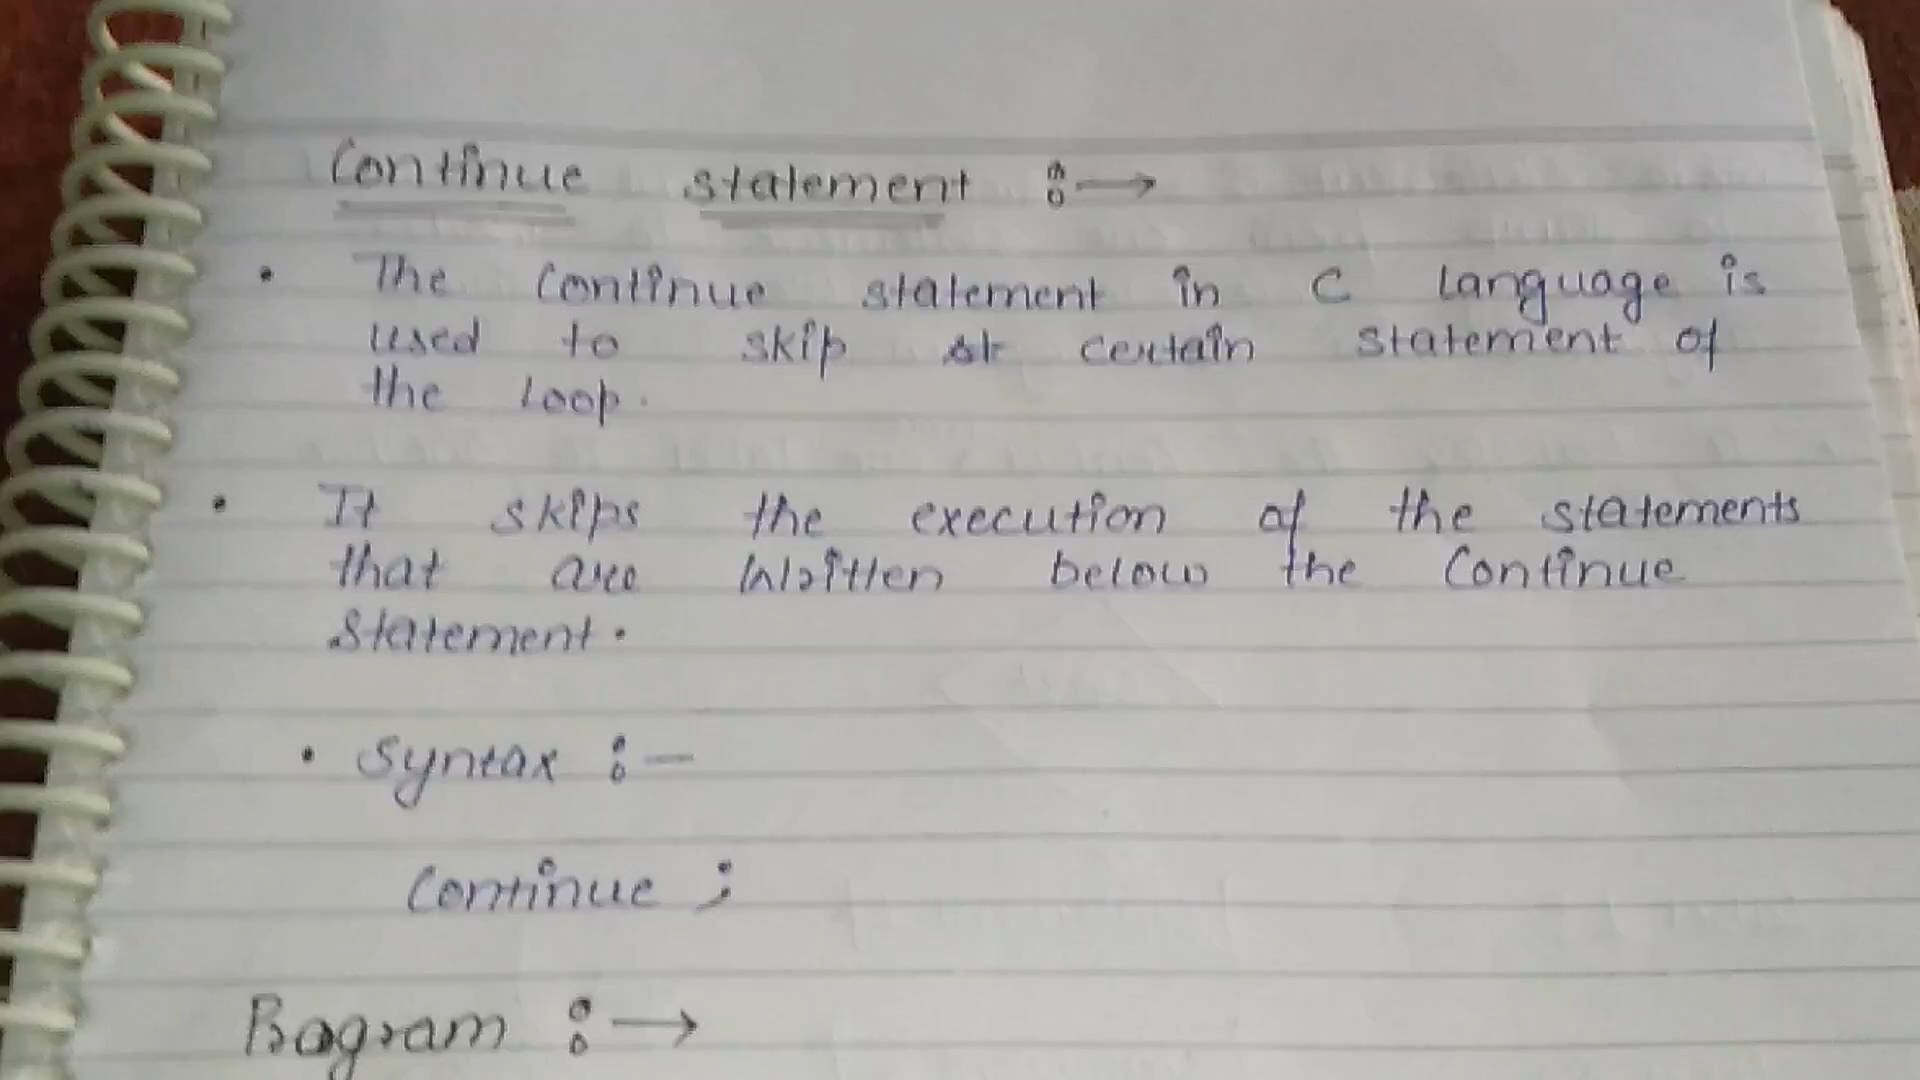 Continue statement :→
• The Continue statement in C language is
used to skip st certain statement of
the loop.
• It skips the execution of the statements
that are written below the Continue
statement.
• Syntax :-
Continue ;
Program :→